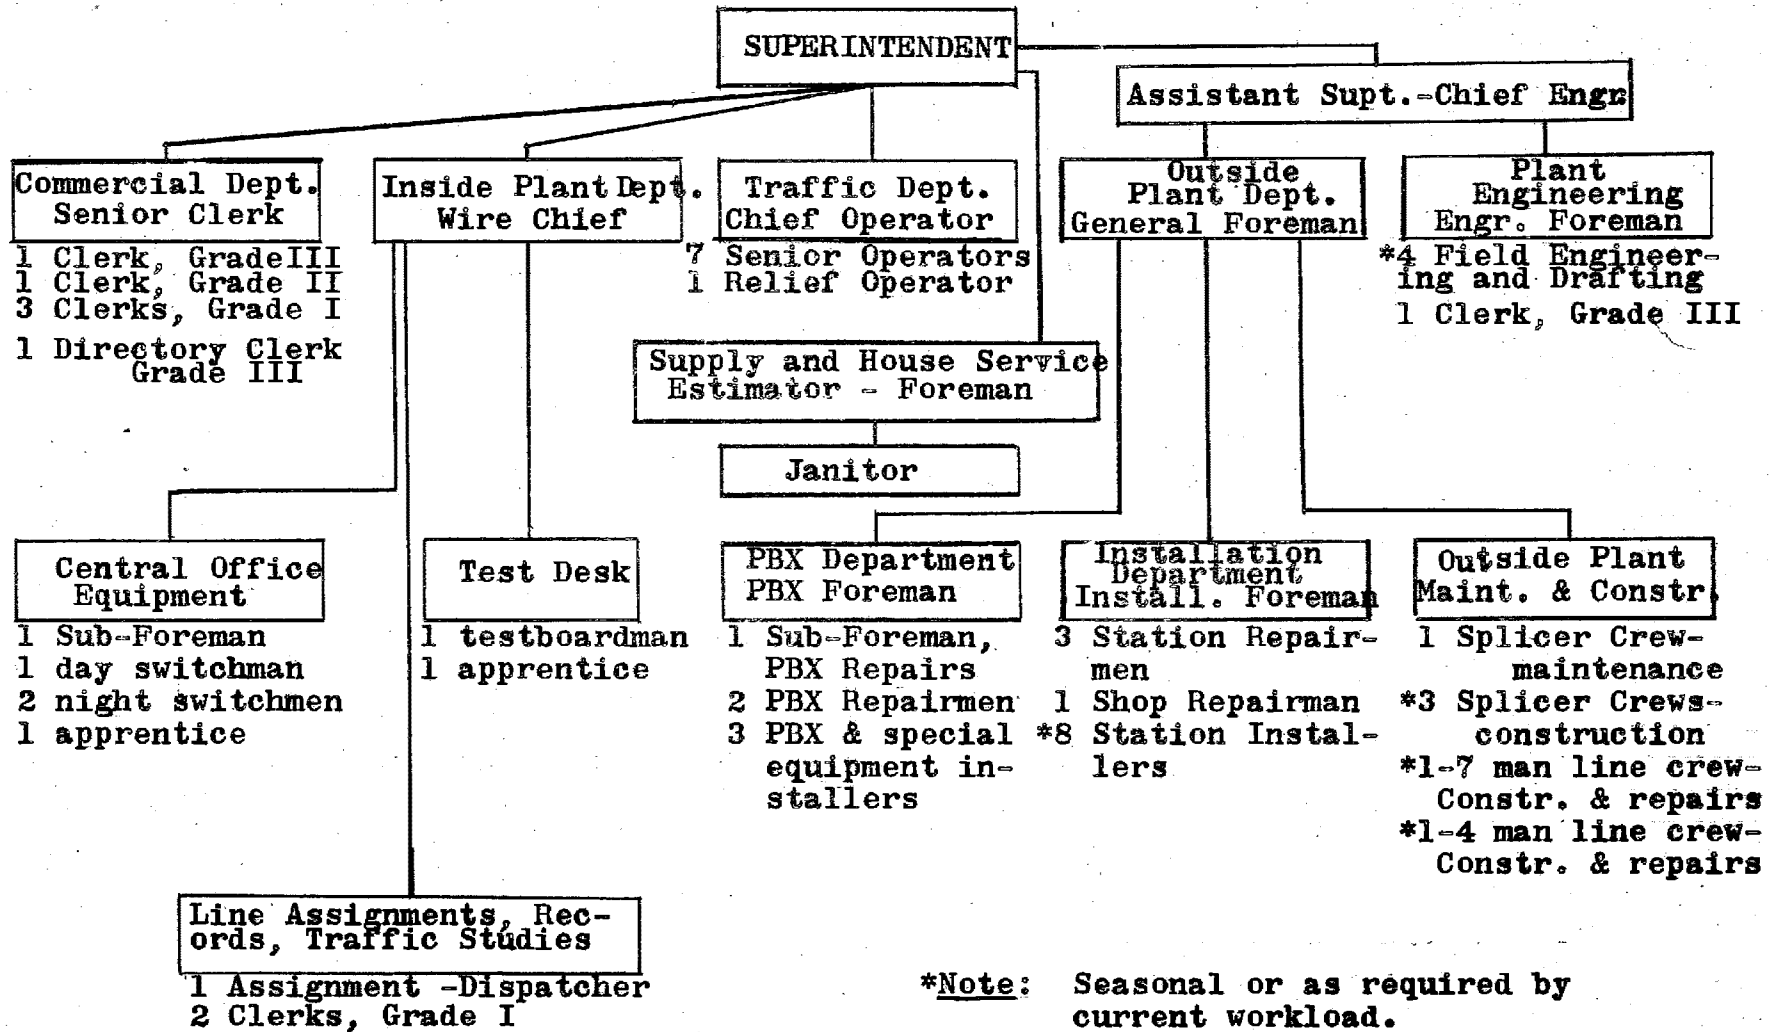 SUPERINTENDENT
Assistant Supt.-Chief Engr
Commercial Dept.
Senior Clerk
1 Clerk, Grade III
1 Clerk, Grade II
3 Clerks, Grade I
1 Directory Clerk
Grade III
Inside Plant Dept.
Wire Chief
Traffic Dept.
Chief Operator
7 Senior Operators
1 Relief Operator
Outside
Plant Dept.
General Foreman
Plant
Engineering
Engr. Foreman
*4 Field Engineer-
ing and Drafting
1 Clerk, Grade III
Supply and House Service
Estimator - Foreman
Janitor
Central Office
Equipment
1 Sub-Foreman
1 day switchman
2 night switchmen
1 apprentice
Test Desk
1 testboardman
1 apprentice
PBX Department
PBX Foreman
1 Sub-Foreman,
PBX Repairs
2 PBX Repairmen
3 PBX & special
equipment in-
stallers
Installation
Department
Install. Foreman
3 Station Repair-
men
1 Shop Repairman
*8 Station Instal-
lers
Outside Plant
Maint. & Constr.
1 Splicer Crew-
maintenance
*3 Splicer Crews-
construction
*1-7 man line crew-
Constr. & repairs
*1-4 man line crew-
Constr. & repairs
Line Assignments, Rec-
ords, Traffic Studies
1 Assignment -Dispatcher
2 Clerks, Grade I
*Note: Seasonal or as required by
current workload.